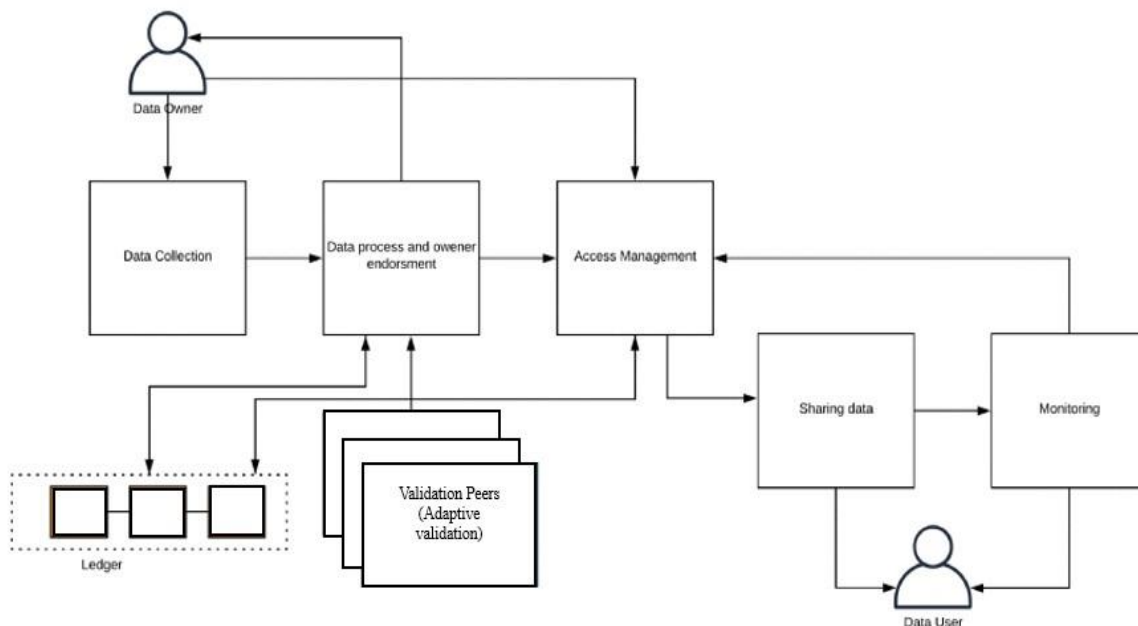 Data Owner
Data Collection
Data process and owener
endorsment
Access Management
Sharing data
Monitoring
Validation Peers
(Adaptive
validation)
Ledger
Data User